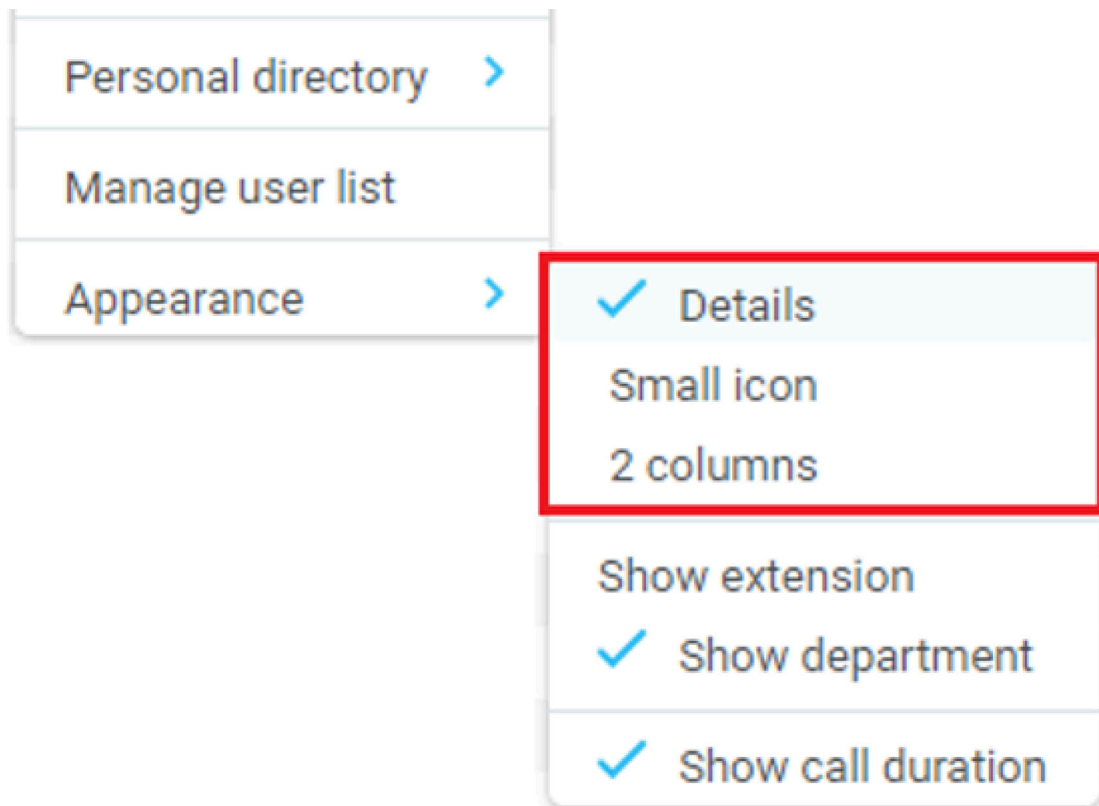 Personal directory
Manage user list
Appearance
Details
Small icon
2 columns
Show extension
Show department
Show call duration